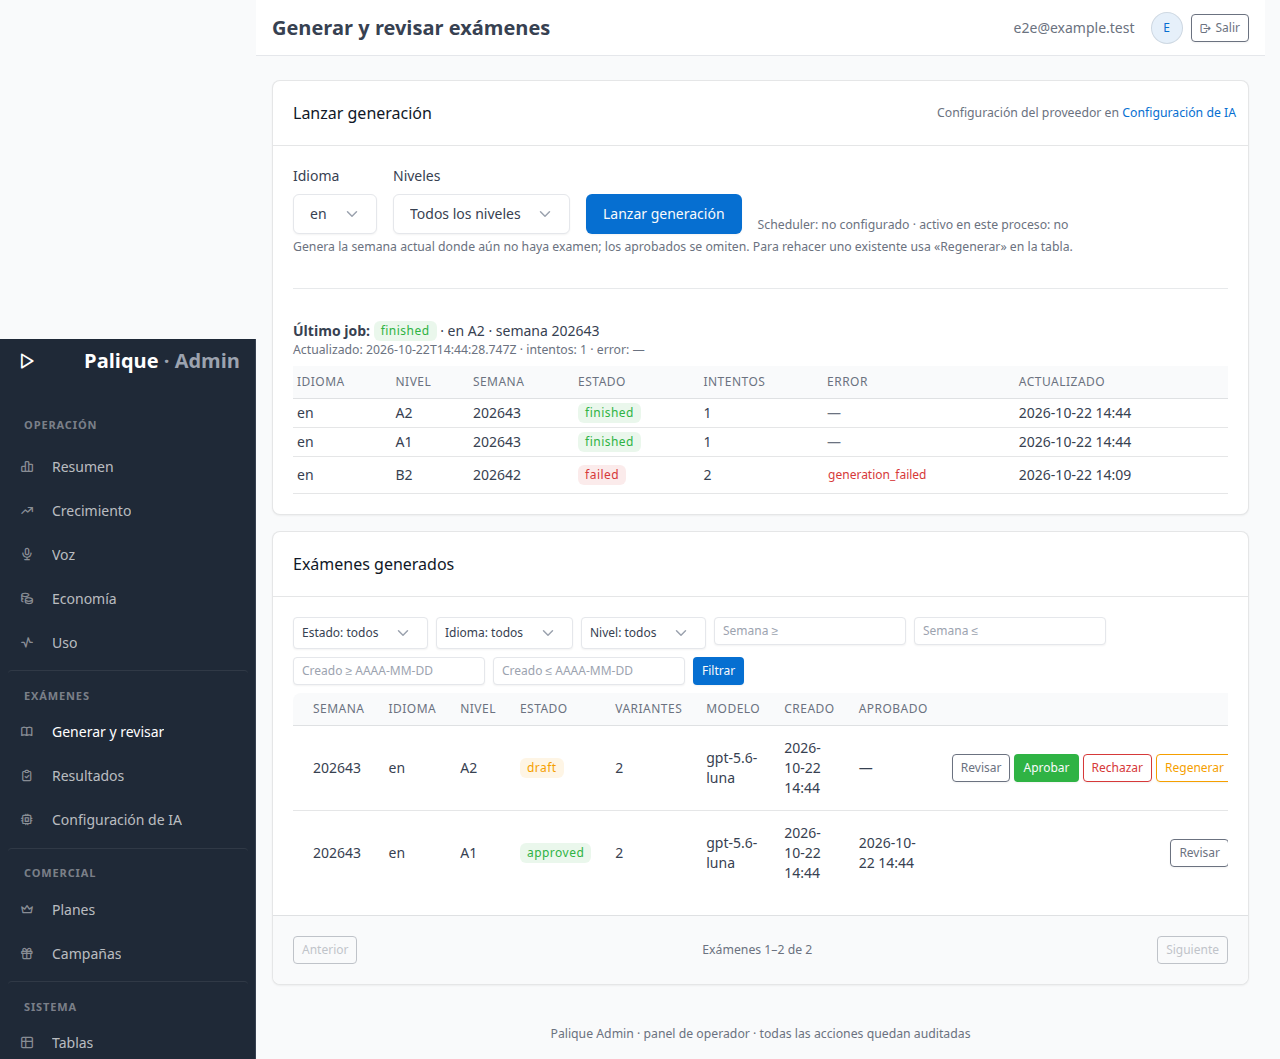 Generar y revisar exámenes
e2e@example.test
E
Salir
Lanzar generación
Configuración del proveedor en Configuración de IA
Idioma
Niveles
en
Todos los niveles
Lanzar generación
Scheduler: no configurado · activo en este proceso: no
Genera la semana actual donde aún no haya examen; los aprobados se omiten. Para rehacer uno existente usa «Regenerar» en la tabla.
Último job: finished · en A2 · semana 202643
Actualizado: 2026-10-22T14:44:28.747Z · intentos: 1 · error: —
IDIOMA NIVEL SEMANA ESTADO INTENTOS ERROR ACTUALIZADO
en A2 202643 finished 1 — 2026-10-22 14:44
en A1 202643 finished 1 — 2026-10-22 14:44
en B2 202642 failed 2 generation_failed 2026-10-22 14:09
Palique · Admin
OPERACIÓN
Resumen
Crecimiento
Voz
Economía
Uso
EXÁMENES
Generar y revisar
Resultados
Configuración de IA
COMERCIAL
Planes
Campañas
SISTEMA
Tablas
Exámenes generados
Estado: todos
Idioma: todos
Nivel: todos
Semana ≥
Semana ≤
Creado ≥ AAAA-MM-DD
Creado ≤ AAAA-MM-DD
Filtrar
SEMANA IDIOMA NIVEL ESTADO VARIANTES MODELO CREADO APROBADO
202643 en A2 draft 2 gpt-5.6-luna 2026-10-22 14:44 — Revisar Aprobar Rechazar Regenerar
202643 en A1 approved 2 gpt-5.6-luna 2026-10-22 14:44 2026-10-22 14:44 Revisar
Anterior
Exámenes 1–2 de 2
Siguiente
Palique Admin · panel de operador · todas las acciones quedan auditadas